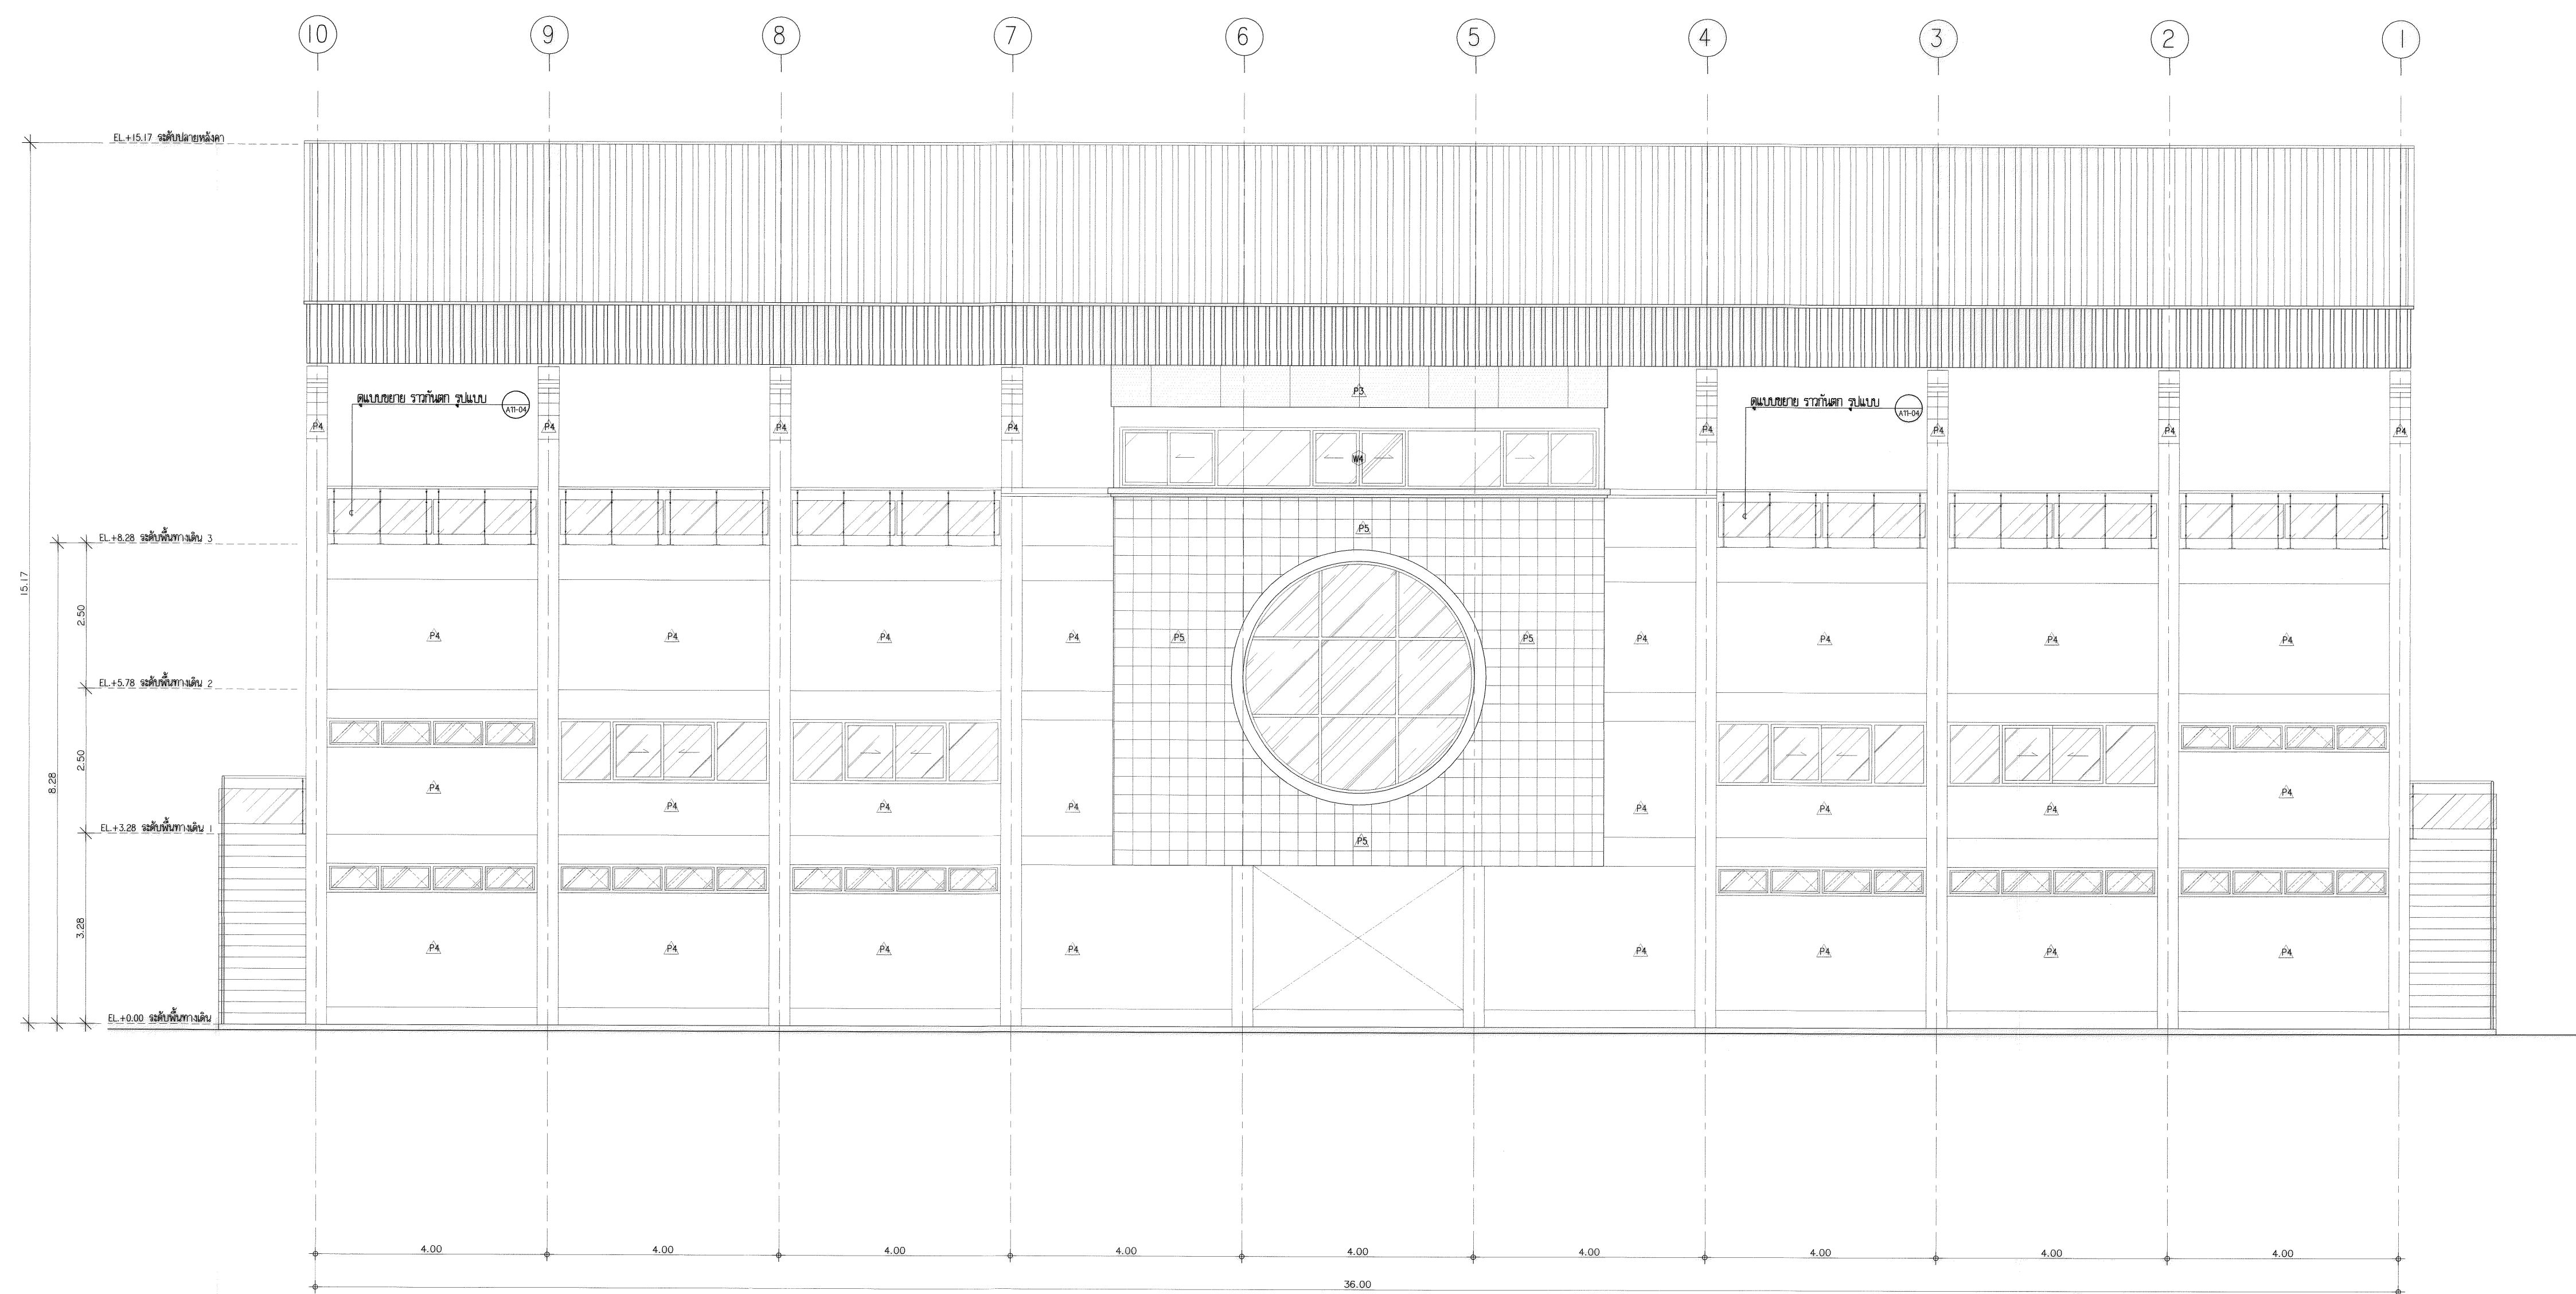 10 9 8 7 6 5 4 3 2 1
EL.+15.17 ระดับปลายหลังคา
P3
ดูแบบขยาย ราวกันตก รูปแบบ A11-04
ดูแบบขยาย ราวกันตก รูปแบบ A11-04
P4 P4 P4 P4 P4 P4 P4 P4
W4
P5
EL.+8.28 ระดับพื้นทางเดิน 3
15.17
2.50
P4 P4 P4 P4 P5 P5 P4 P4 P4 P4
EL.+5.78 ระดับพื้นทางเดิน 2
8.28
2.50
P4 P4 P4 P4 P4 P4 P4 P4
EL.+3.28 ระดับพื้นทางเดิน 1
P5
3.28
P4 P4 P4 P4 P4 P4 P4 P4
EL.+0.00 ระดับพื้นทางเดิน
4.00 4.00 4.00 4.00 4.00 4.00 4.00 4.00 4.00
36.00